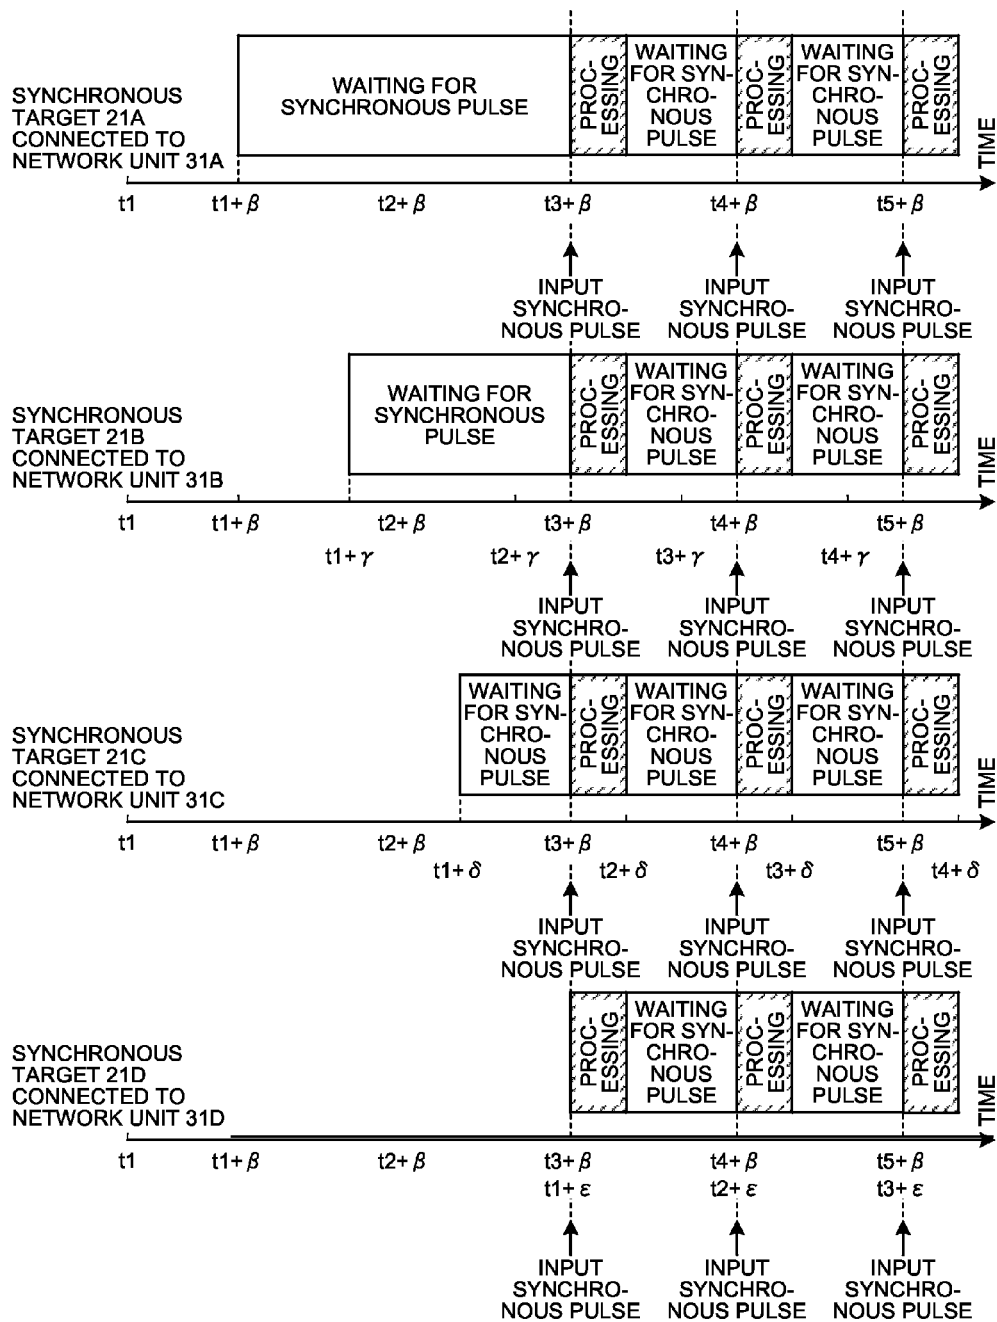 SYNCHRONOUS
TARGET 21A
CONNECTED TO
NETWORK UNIT 31A
WAITING FOR
SYNCHRONOUS PULSE
PROC-
ESSING
WAITING
FOR SYN-
CHRO-
NOUS
PULSE
PROC-
ESSING
WAITING
FOR SYN-
CHRO-
NOUS
PULSE
PROC-
ESSING
TIME
t1 t1+β t2+β t3+β t4+β t5+β
INPUT
SYNCHRO-
NOUS PULSE
INPUT
SYNCHRO-
NOUS PULSE
INPUT
SYNCHRO-
NOUS PULSE
SYNCHRONOUS
TARGET 21B
CONNECTED TO
NETWORK UNIT 31B
WAITING FOR
SYNCHRONOUS
PULSE
PROC-
ESSING
WAITING
FOR SYN-
CHRO-
NOUS
PULSE
PROC-
ESSING
WAITING
FOR SYN-
CHRO-
NOUS
PULSE
PROC-
ESSING
TIME
t1 t1+β t2+β t3+β t4+β t5+β
t1+γ t2+γ t3+γ t4+γ
INPUT
SYNCHRO-
NOUS PULSE
INPUT
SYNCHRO-
NOUS PULSE
INPUT
SYNCHRO-
NOUS PULSE
SYNCHRONOUS
TARGET 21C
CONNECTED TO
NETWORK UNIT 31C
WAITING
FOR SYN-
CHRO-
NOUS
PULSE
PROC-
ESSING
WAITING
FOR SYN-
CHRO-
NOUS
PULSE
PROC-
ESSING
WAITING
FOR SYN-
CHRO-
NOUS
PULSE
PROC-
ESSING
TIME
t1 t1+β t2+β t3+β t4+β t5+β
t1+δ t2+δ t3+δ t4+δ
INPUT
SYNCHRO-
NOUS PULSE
INPUT
SYNCHRO-
NOUS PULSE
INPUT
SYNCHRO-
NOUS PULSE
SYNCHRONOUS
TARGET 21D
CONNECTED TO
NETWORK UNIT 31D
PROC-
ESSING
WAITING
FOR SYN-
CHRO-
NOUS
PULSE
PROC-
ESSING
WAITING
FOR SYN-
CHRO-
NOUS
PULSE
PROC-
ESSING
TIME
t1 t1+β t2+β t3+β t4+β t5+β
t1+ε t2+ε t3+ε
INPUT
SYNCHRO-
NOUS PULSE
INPUT
SYNCHRO-
NOUS PULSE
INPUT
SYNCHRO-
NOUS PULSE